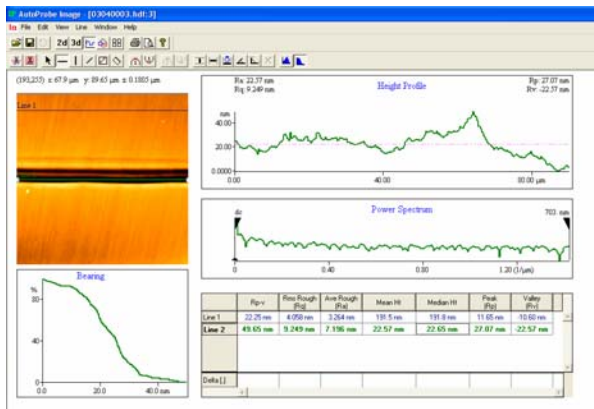 AutoProbe Image - [03040003.hdf:3]
File Edit View Line Window Help
2d 3d
(193,255) x: 67.9 µm y: 89.65 µm z: 0.1885 µm
Line 1
Ra: 22.57 nm
Rq: 9.249 nm
Height Profile
Rp: 27.07 nm
Rv: -22.57 nm
nm
40.00
20.00
0.0000
0.00 40.00 80.00 µm
Power Spectrum
dc 703. nm
0 0.40 0.80 1.20 (1/µm)
Bearing
%
80
40
0.0 20.0 40.0 nm
Rp-v Rms Rough (Rq) Ave Rough (Ra) Mean Ht Median Ht Peak (Rp) Valley (Rv)
Line 1 22.25 nm 4.058 nm 3.264 nm 191.5 nm 191.8 nm 11.65 nm -10.60 nm
Line 2 49.65 nm 9.249 nm 7.196 nm 22.57 nm 22.65 nm 27.07 nm -22.57 nm
Delta [.]